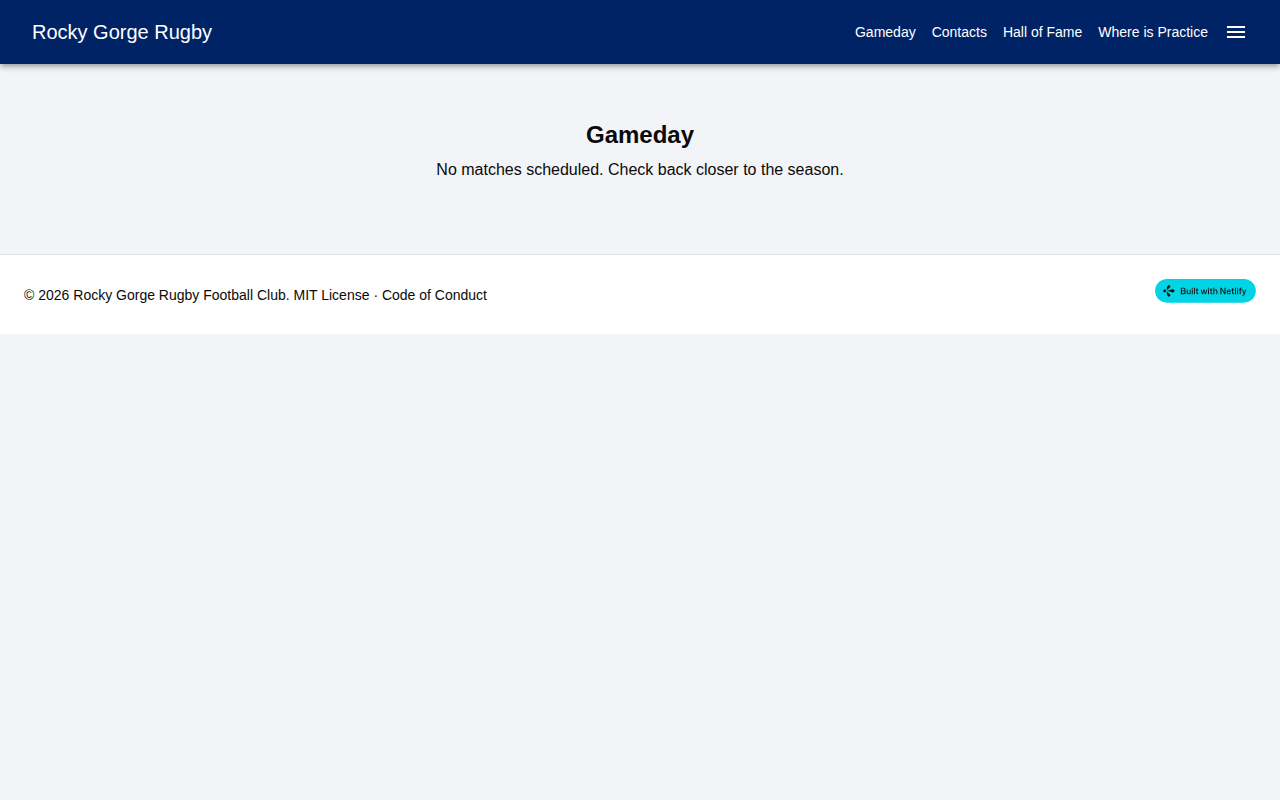 Rocky Gorge Rugby
Gameday Contacts Hall of Fame Where is Practice
Gameday
No matches scheduled. Check back closer to the season.
© 2026 Rocky Gorge Rugby Football Club. MIT License · Code of Conduct
Built with Netlify